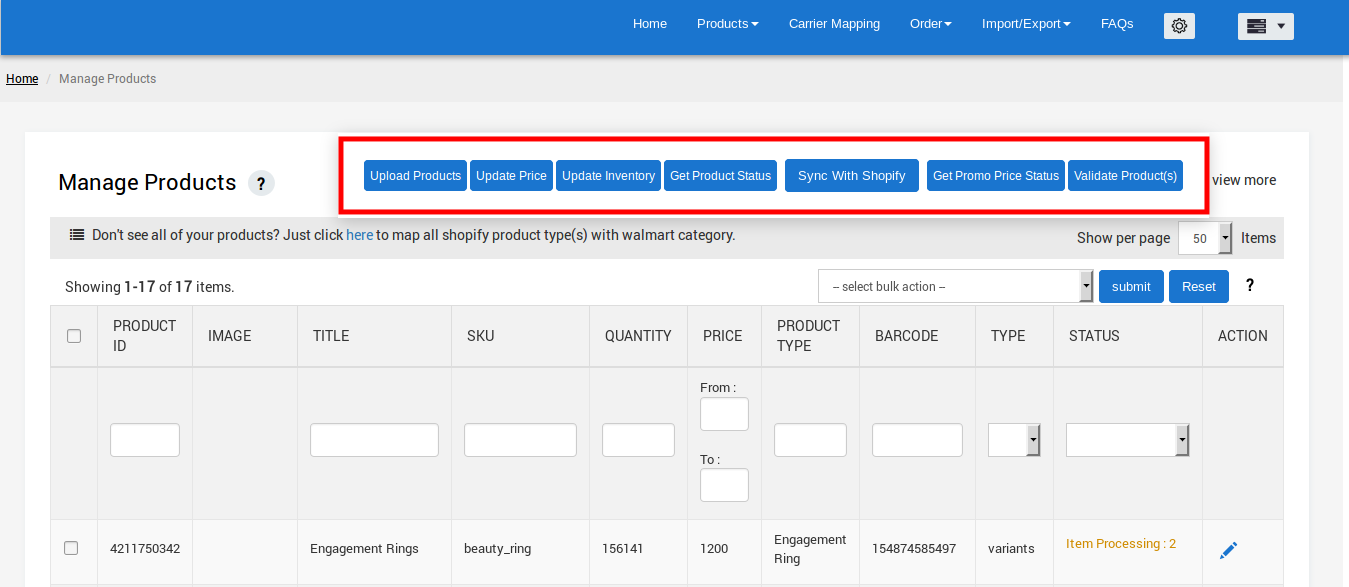 Home Products Carrier Mapping Order Import/Export FAQs
Home / Manage Products
Manage Products ?
Upload Products Update Price Update Inventory Get Product Status Sync With Shopify Get Promo Price Status Validate Product(s)
view more
Don't see all of your products? Just click here to map all shopify product type(s) with walmart category.
Show per page 50 Items
Showing 1-17 of 17 items.
-- select bulk action -- submit Reset ?
PRODUCT ID IMAGE TITLE SKU QUANTITY PRICE PRODUCT TYPE BARCODE TYPE STATUS ACTION
From :
To :
4211750342 Engagement Rings beauty_ring 156141 1200 Engagement Ring 154874585497 variants Item Processing : 2